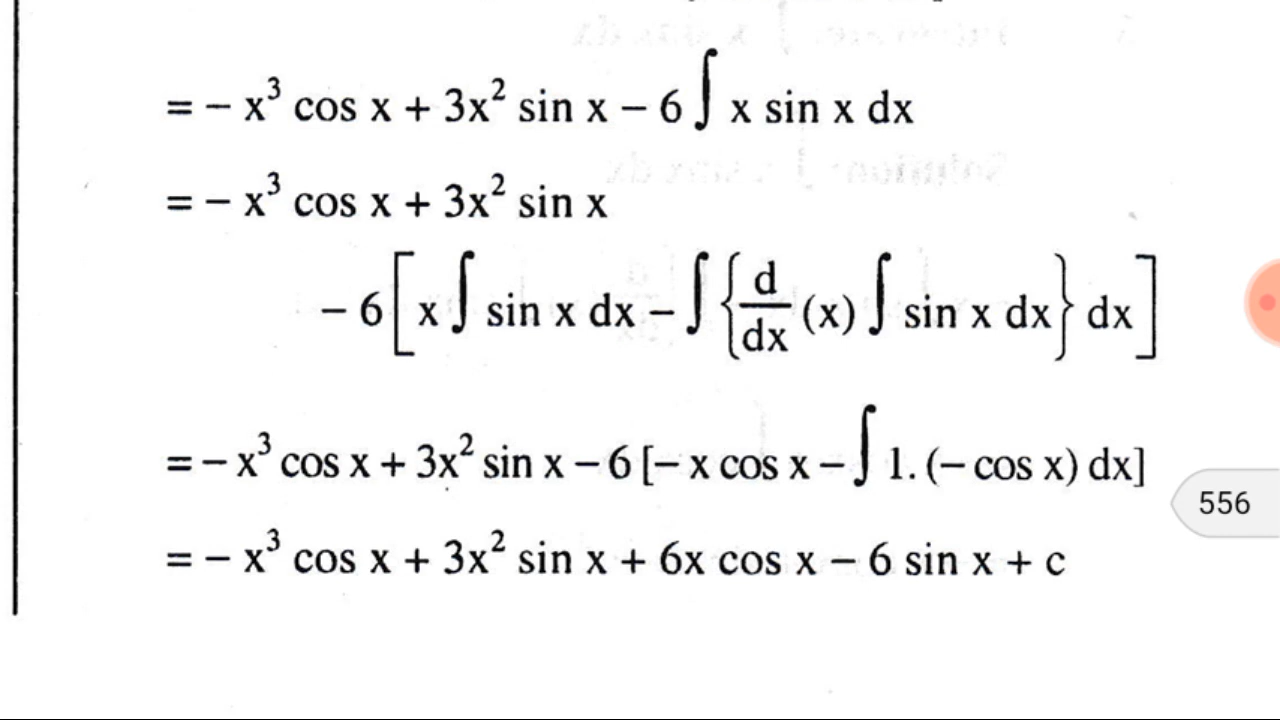 = − x³ cos x + 3x² sin x − 6 ∫ x sin x dx
= − x³ cos x + 3x² sin x
− 6 [ x ∫ sin x dx − ∫ { d/dx (x) ∫ sin x dx } dx ]
= − x³ cos x + 3x² sin x − 6 [− x cos x − ∫ 1. (− cos x) dx]
556
= − x³ cos x + 3x² sin x + 6x cos x − 6 sin x + c